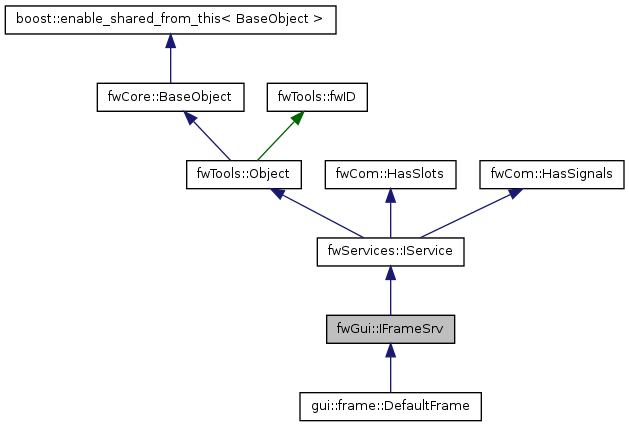 boost::enable_shared_from_this< BaseObject >
fwCore::BaseObject
fwTools::fwID
fwTools::Object
fwCom::HasSlots
fwCom::HasSignals
fwServices::IService
fwGui::IFrameSrv
gui::frame::DefaultFrame